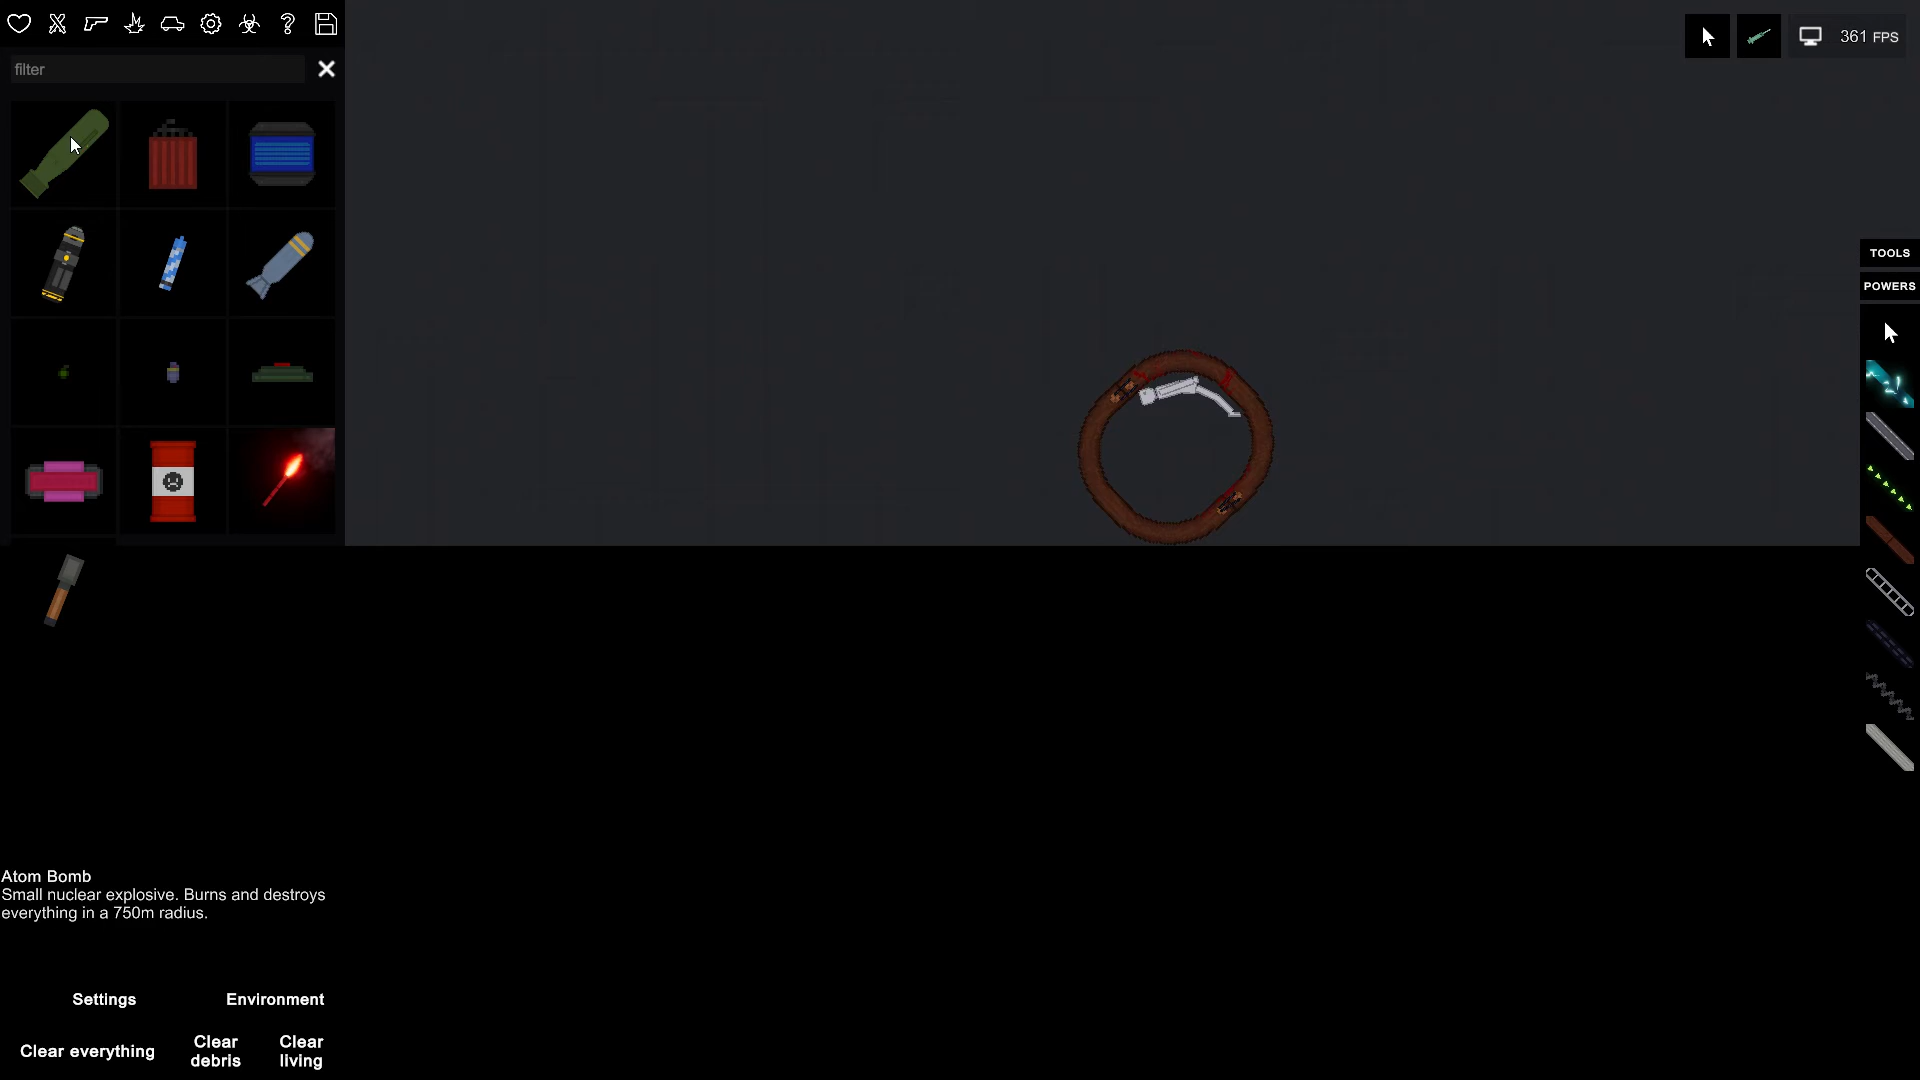 361 FPS
filter
TOOLS
POWERS
Atom Bomb
Small nuclear explosive. Burns and destroys
everything in a 750m radius.
Settings
Environment
Clear everything
Clear
debris
Clear
living